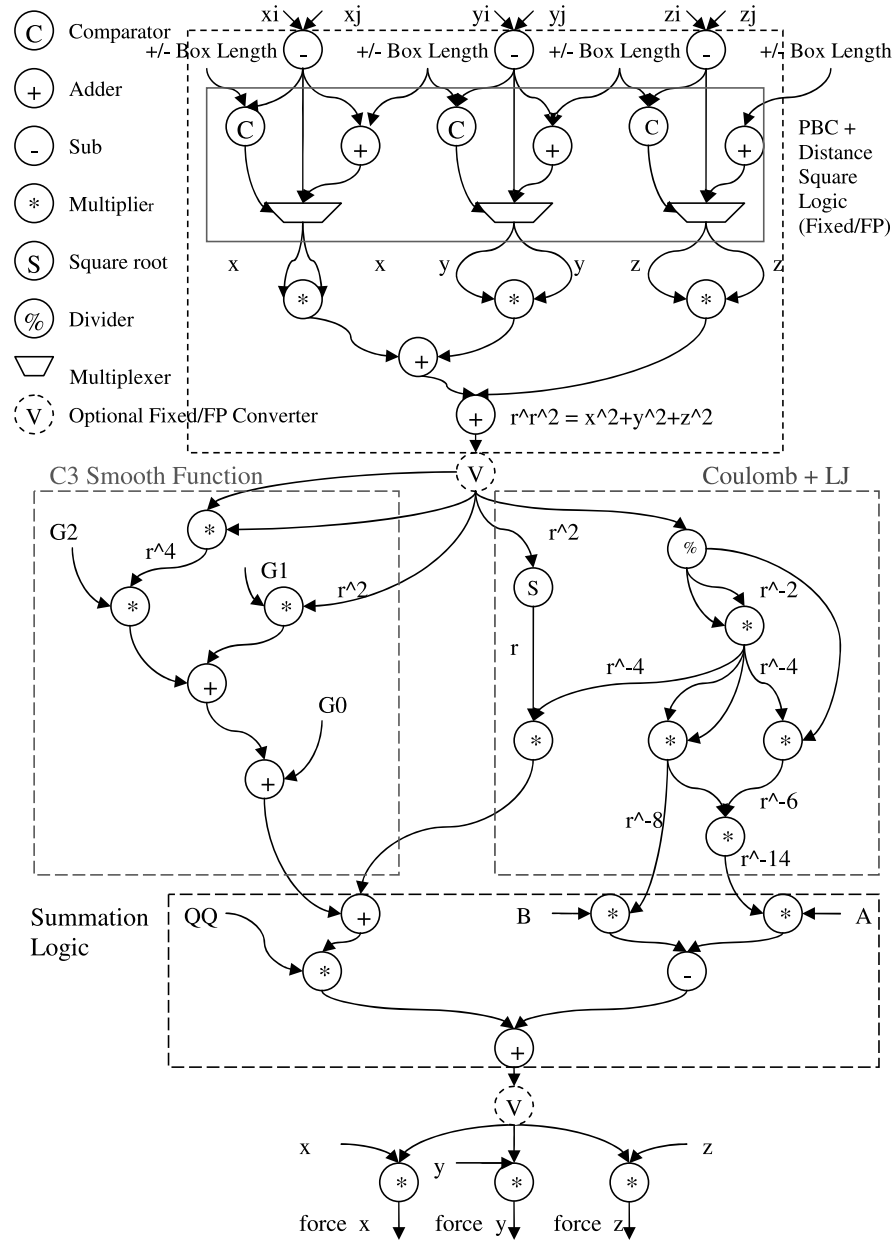 xi xj yi yj zi zj
C Comparator
+/- Box Length +/- Box Length +/- Box Length +/- Box Length
- - -
+ Adder
C + C + C +
- Sub
PBC +
Distance
Square
Logic
(Fixed/FP)
* Multiplier
S Square root
x x y y z z
* * *
% Divider
+
Multiplexer
V Optional Fixed/FP Converter
+ r^r^2 = x^2+y^2+z^2
V
C3 Smooth Function Coulomb + LJ
G2 * r^2 %
r^4 G1 S r^-2
* * r^2 *
r r^-4 r^-4
+
G0 * * *
+ r^-6
r^-8 *
r^-14
Summation
Logic
QQ + B * * A
* -
+
V
x y z
* * *
force x force y force z